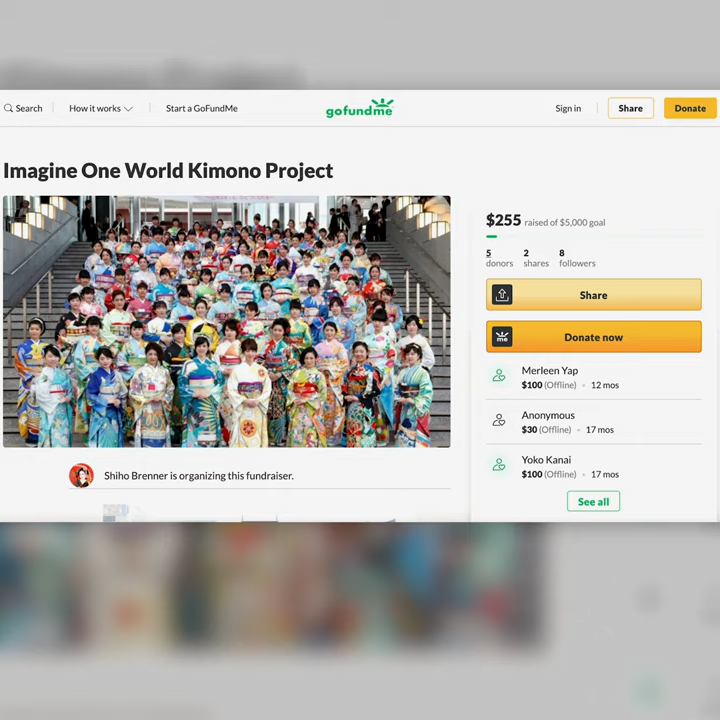 Search
How it works
Start a GoFundMe
gofundme
Sign in
Share
Donate
Imagine One World Kimono Project
$255 raised of $5,000 goal
5 2 8
donors shares followers
Share
me Donate now
Merleen Yap
$100 (Offline) • 12 mos
Anonymous
$30 (Offline) • 17 mos
Yoko Kanai
$100 (Offline) • 17 mos
See all
Shiho Brenner is organizing this fundraiser.